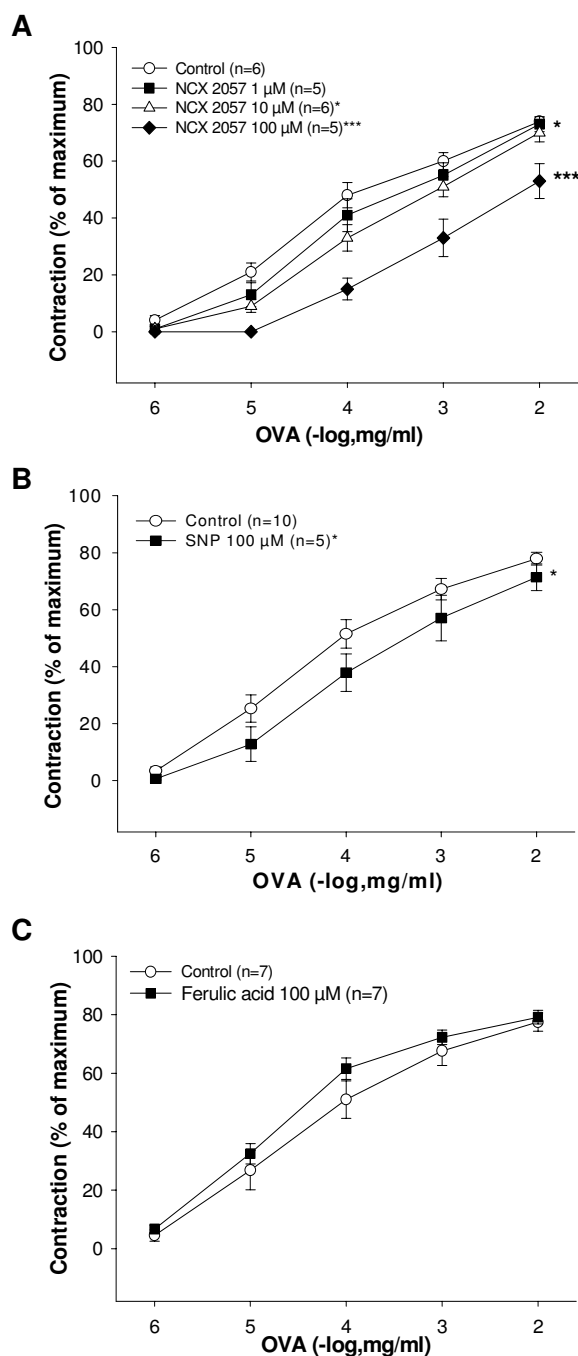 A
Control (n=6)
NCX 2057 1 µM (n=5)
NCX 2057 10 µM (n=6)*
NCX 2057 100 µM (n=5)***
Contraction (% of maximum)
80
60
40
20
0
*
***
6 5 4 3 2
OVA (-log,mg/ml)
B
Control (n=10)
SNP 100 µM (n=5)*
Contraction (% of maximum)
100
80
60
40
20
0
*
6 5 4 3 2
OVA (-log,mg/ml)
C
Control (n=7)
Ferulic acid 100 µM (n=7)
Contraction (% of maximum)
100
80
60
40
20
0
6 5 4 3 2
OVA (-log,mg/ml)